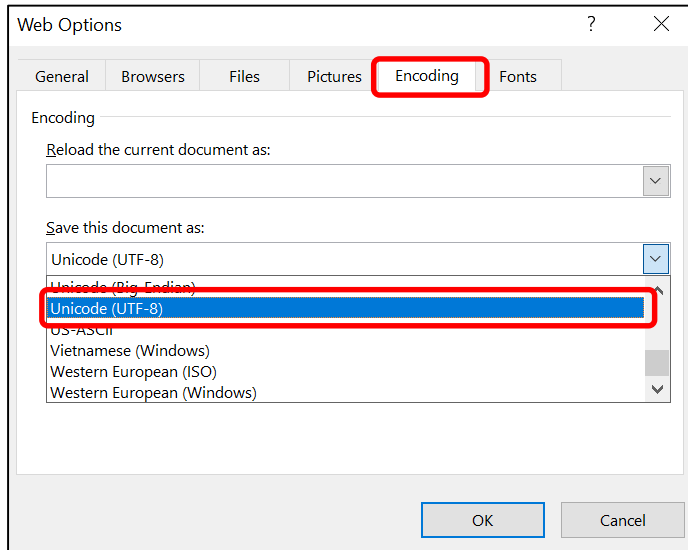 Web Options ?
General Browsers Files Pictures Encoding Fonts
Encoding
Reload the current document as:
Save this document as:
Unicode (UTF-8)
Unicode (Big-Endian)
Unicode (UTF-8)
US-ASCII
Vietnamese (Windows)
Western European (ISO)
Western European (Windows)
OK Cancel